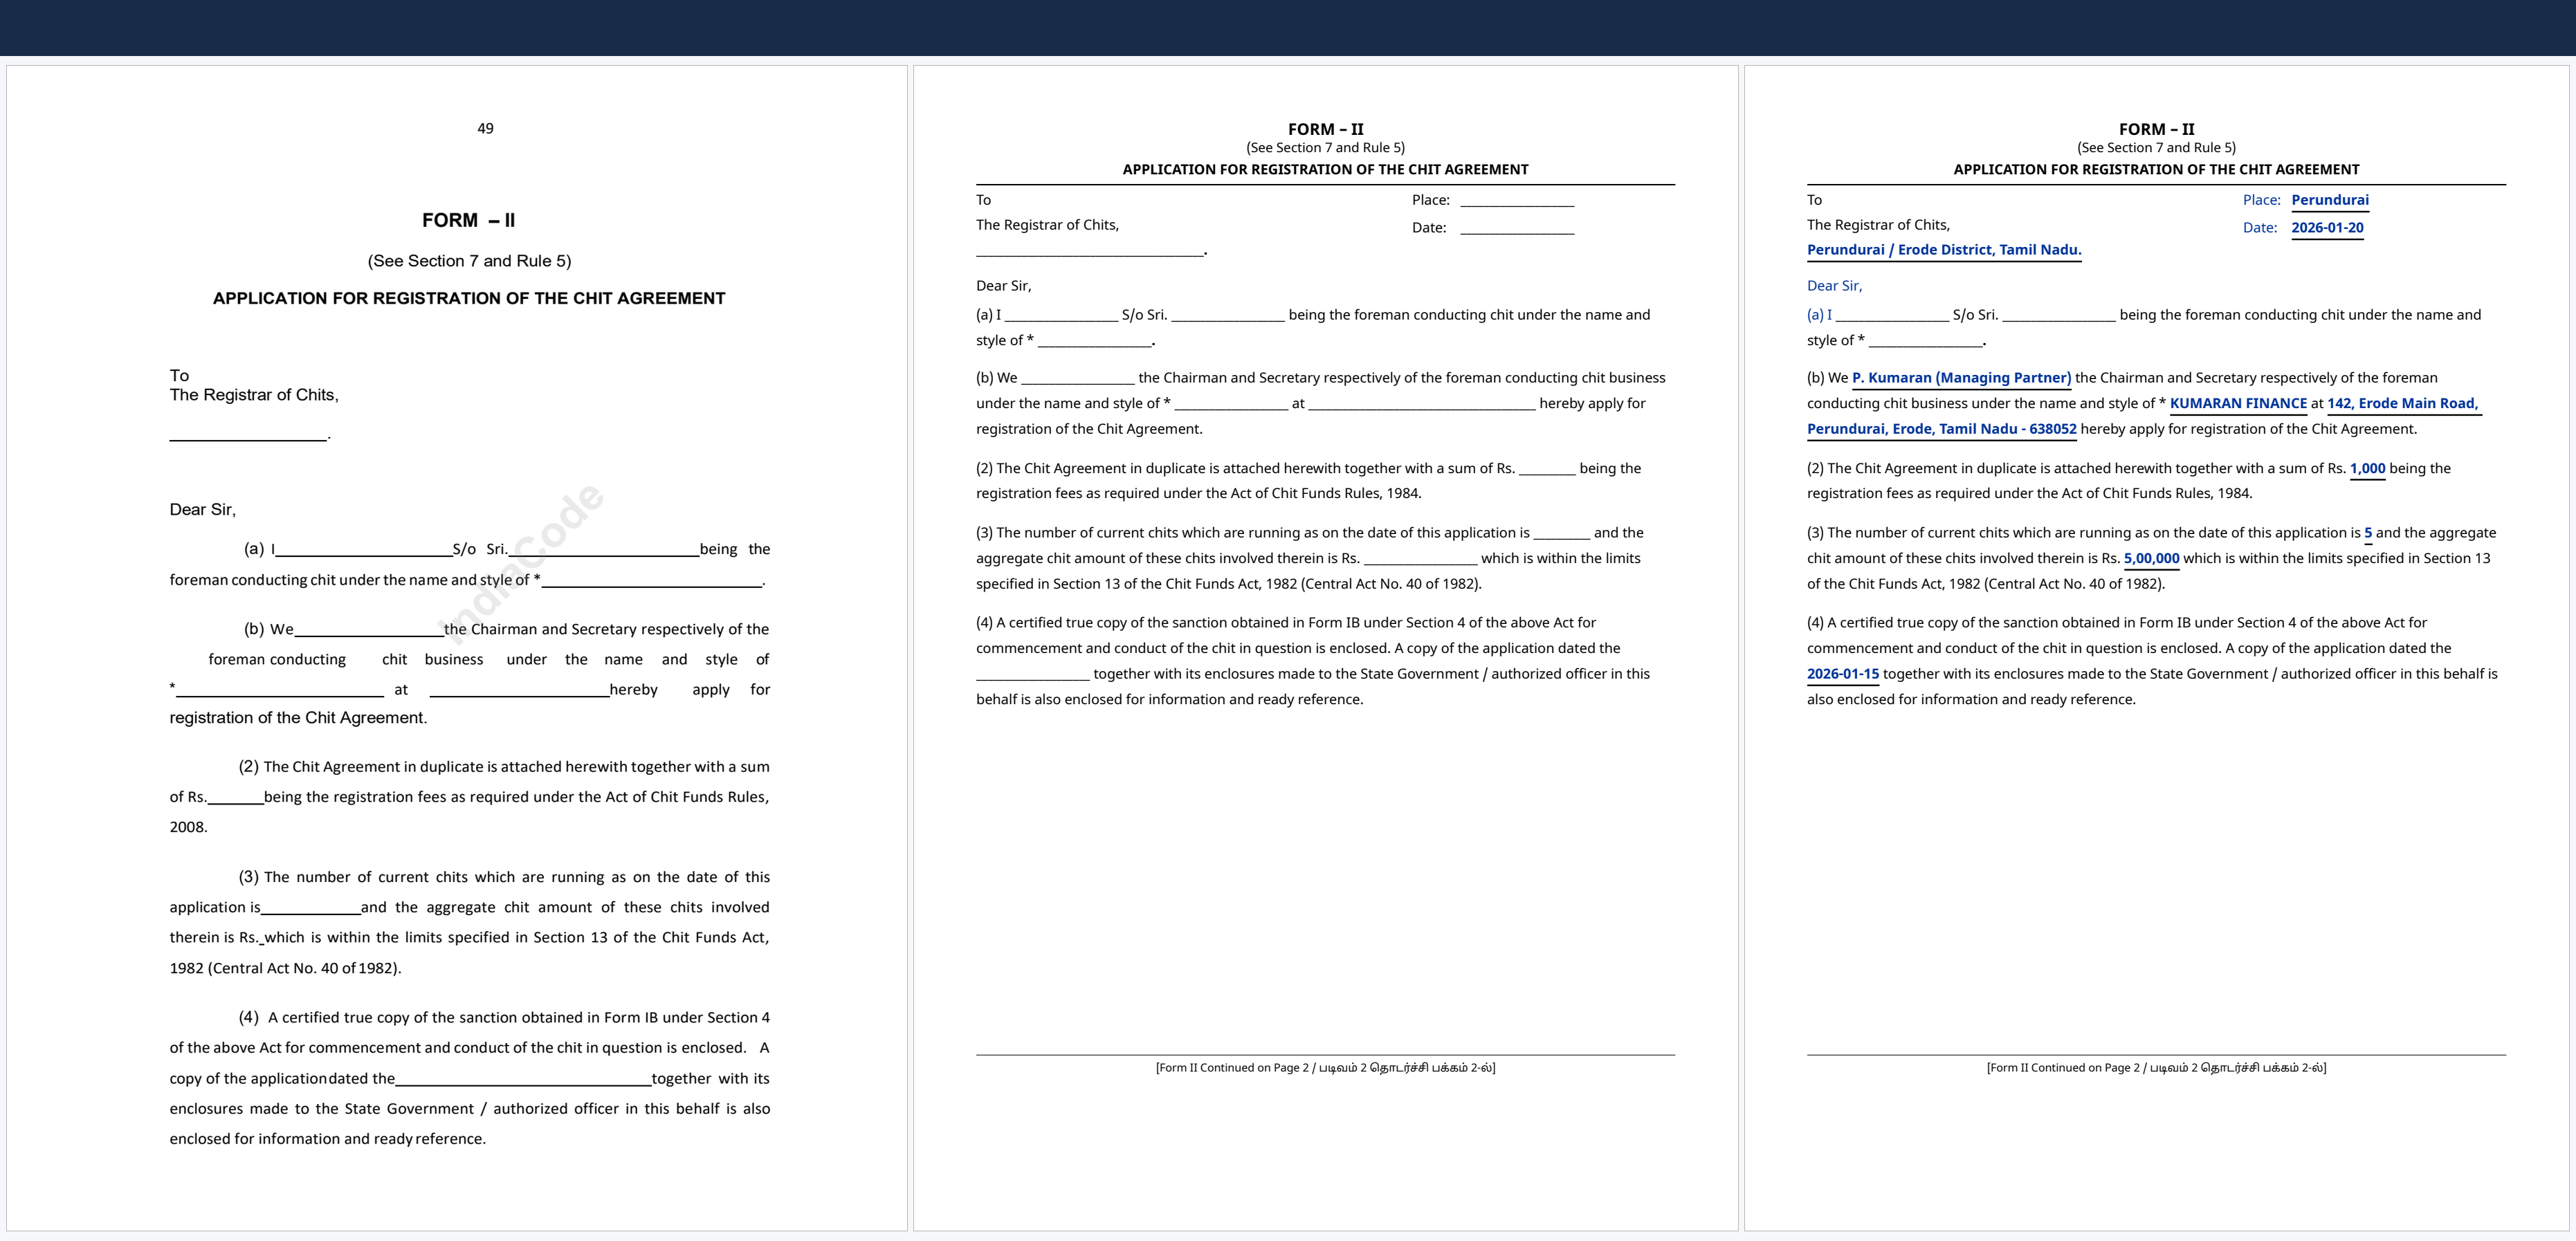 49
FORM – II
(See Section 7 and Rule 5)
APPLICATION FOR REGISTRATION OF THE CHIT AGREEMENT
To
The Registrar of Chits,
____________________.
Dear Sir,
(a) I____________________S/o Sri.____________________being the
foreman conducting chit under the name and style of *____________________.
(b) We____________________the Chairman and Secretary respectively of the
foreman conducting chit business under the name and style of
*____________________ at ____________________hereby apply for
registration of the Chit Agreement.
(2) The Chit Agreement in duplicate is attached herewith together with a sum
of Rs.______being the registration fees as required under the Act of Chit Funds Rules,
2008.
(3) The number of current chits which are running as on the date of this
application is____________and the aggregate chit amount of these chits involved
therein is Rs._which is within the limits specified in Section 13 of the Chit Funds Act,
1982 (Central Act No. 40 of 1982).
(4) A certified true copy of the sanction obtained in Form IB under Section 4
of the above Act for commencement and conduct of the chit in question is enclosed. A
copy of the application dated the____________________together with its
enclosures made to the State Government / authorized officer in this behalf is also
enclosed for information and ready reference.
IndiaCode
FORM – II
(See Section 7 and Rule 5)
APPLICATION FOR REGISTRATION OF THE CHIT AGREEMENT
To
Place: ________________
The Registrar of Chits,
Date: ________________
________________________________.
Dear Sir,
(a) I ________________ S/o Sri. ________________ being the foreman conducting chit under the name and
style of * ________________.
(b) We ________________ the Chairman and Secretary respectively of the foreman conducting chit business
under the name and style of * ________________ at ________________________________ hereby apply for
registration of the Chit Agreement.
(2) The Chit Agreement in duplicate is attached herewith together with a sum of Rs. ________ being the
registration fees as required under the Act of Chit Funds Rules, 1984.
(3) The number of current chits which are running as on the date of this application is ________ and the
aggregate chit amount of these chits involved therein is Rs. ________________ which is within the limits
specified in Section 13 of the Chit Funds Act, 1982 (Central Act No. 40 of 1982).
(4) A certified true copy of the sanction obtained in Form IB under Section 4 of the above Act for
commencement and conduct of the chit in question is enclosed. A copy of the application dated the
________________ together with its enclosures made to the State Government / authorized officer in this
behalf is also enclosed for information and ready reference.
[Form II Continued on Page 2 / படிவம் 2 தொடர்ச்சி பக்கம் 2-ல்]
FORM – II
(See Section 7 and Rule 5)
APPLICATION FOR REGISTRATION OF THE CHIT AGREEMENT
To
Place: Perundurai
The Registrar of Chits,
Date: 2026-01-20
Perundurai / Erode District, Tamil Nadu.
Dear Sir,
(a) I ________________ S/o Sri. ________________ being the foreman conducting chit under the name and
style of * ________________.
(b) We P. Kumaran (Managing Partner) the Chairman and Secretary respectively of the foreman
conducting chit business under the name and style of * KUMARAN FINANCE at 142, Erode Main Road,
Perundurai, Erode, Tamil Nadu - 638052 hereby apply for registration of the Chit Agreement.
(2) The Chit Agreement in duplicate is attached herewith together with a sum of Rs. 1,000 being the
registration fees as required under the Act of Chit Funds Rules, 1984.
(3) The number of current chits which are running as on the date of this application is 5 and the aggregate
chit amount of these chits involved therein is Rs. 5,00,000 which is within the limits specified in Section 13
of the Chit Funds Act, 1982 (Central Act No. 40 of 1982).
(4) A certified true copy of the sanction obtained in Form IB under Section 4 of the above Act for
commencement and conduct of the chit in question is enclosed. A copy of the application dated the
2026-01-15 together with its enclosures made to the State Government / authorized officer in this behalf is
also enclosed for information and ready reference.
[Form II Continued on Page 2 / படிவம் 2 தொடர்ச்சி பக்கம் 2-ல்]